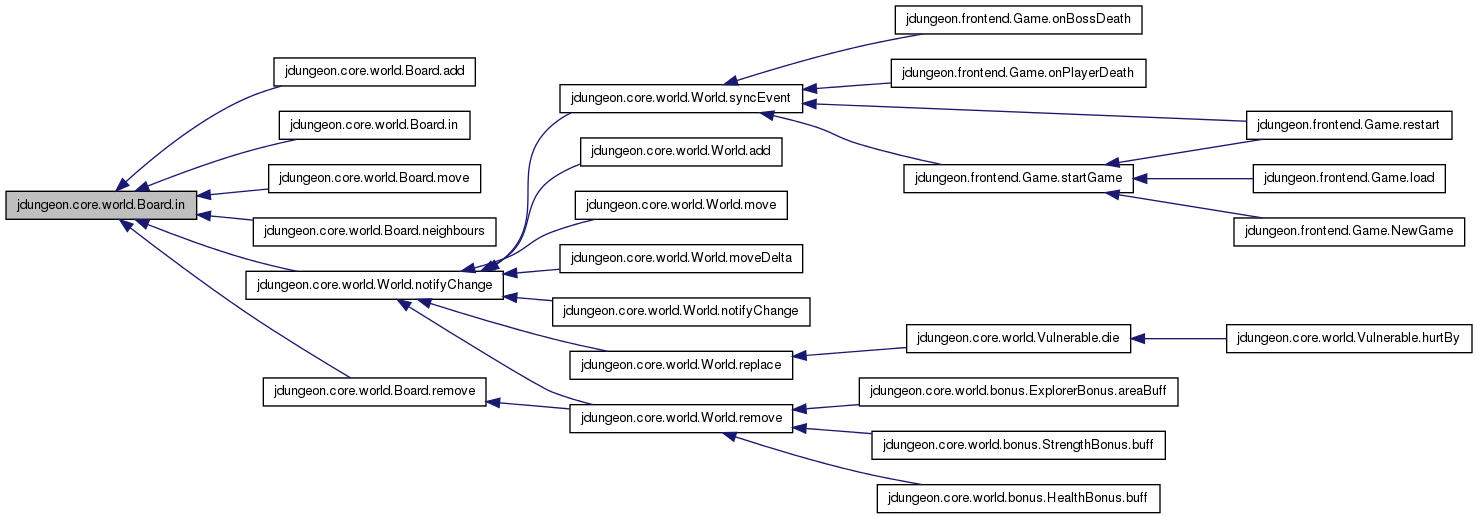 jdungeon.frontend.Game.onBossDeath
jdungeon.core.world.Board.add
jdungeon.frontend.Game.onPlayerDeath
jdungeon.core.world.World.syncEvent
jdungeon.core.world.Board.in
jdungeon.frontend.Game.restart
jdungeon.core.world.World.add
jdungeon.core.world.Board.move
jdungeon.frontend.Game.startGame
jdungeon.frontend.Game.load
jdungeon.core.world.Board.in
jdungeon.core.world.World.move
jdungeon.core.world.Board.neighbours
jdungeon.frontend.Game.NewGame
jdungeon.core.world.World.moveDelta
jdungeon.core.world.World.notifyChange
jdungeon.core.world.World.notifyChange
jdungeon.core.world.Vulnerable.die
jdungeon.core.world.Vulnerable.hurtBy
jdungeon.core.world.World.replace
jdungeon.core.world.Board.remove
jdungeon.core.world.bonus.ExplorerBonus.areaBuff
jdungeon.core.world.World.remove
jdungeon.core.world.bonus.StrengthBonus.buff
jdungeon.core.world.bonus.HealthBonus.buff